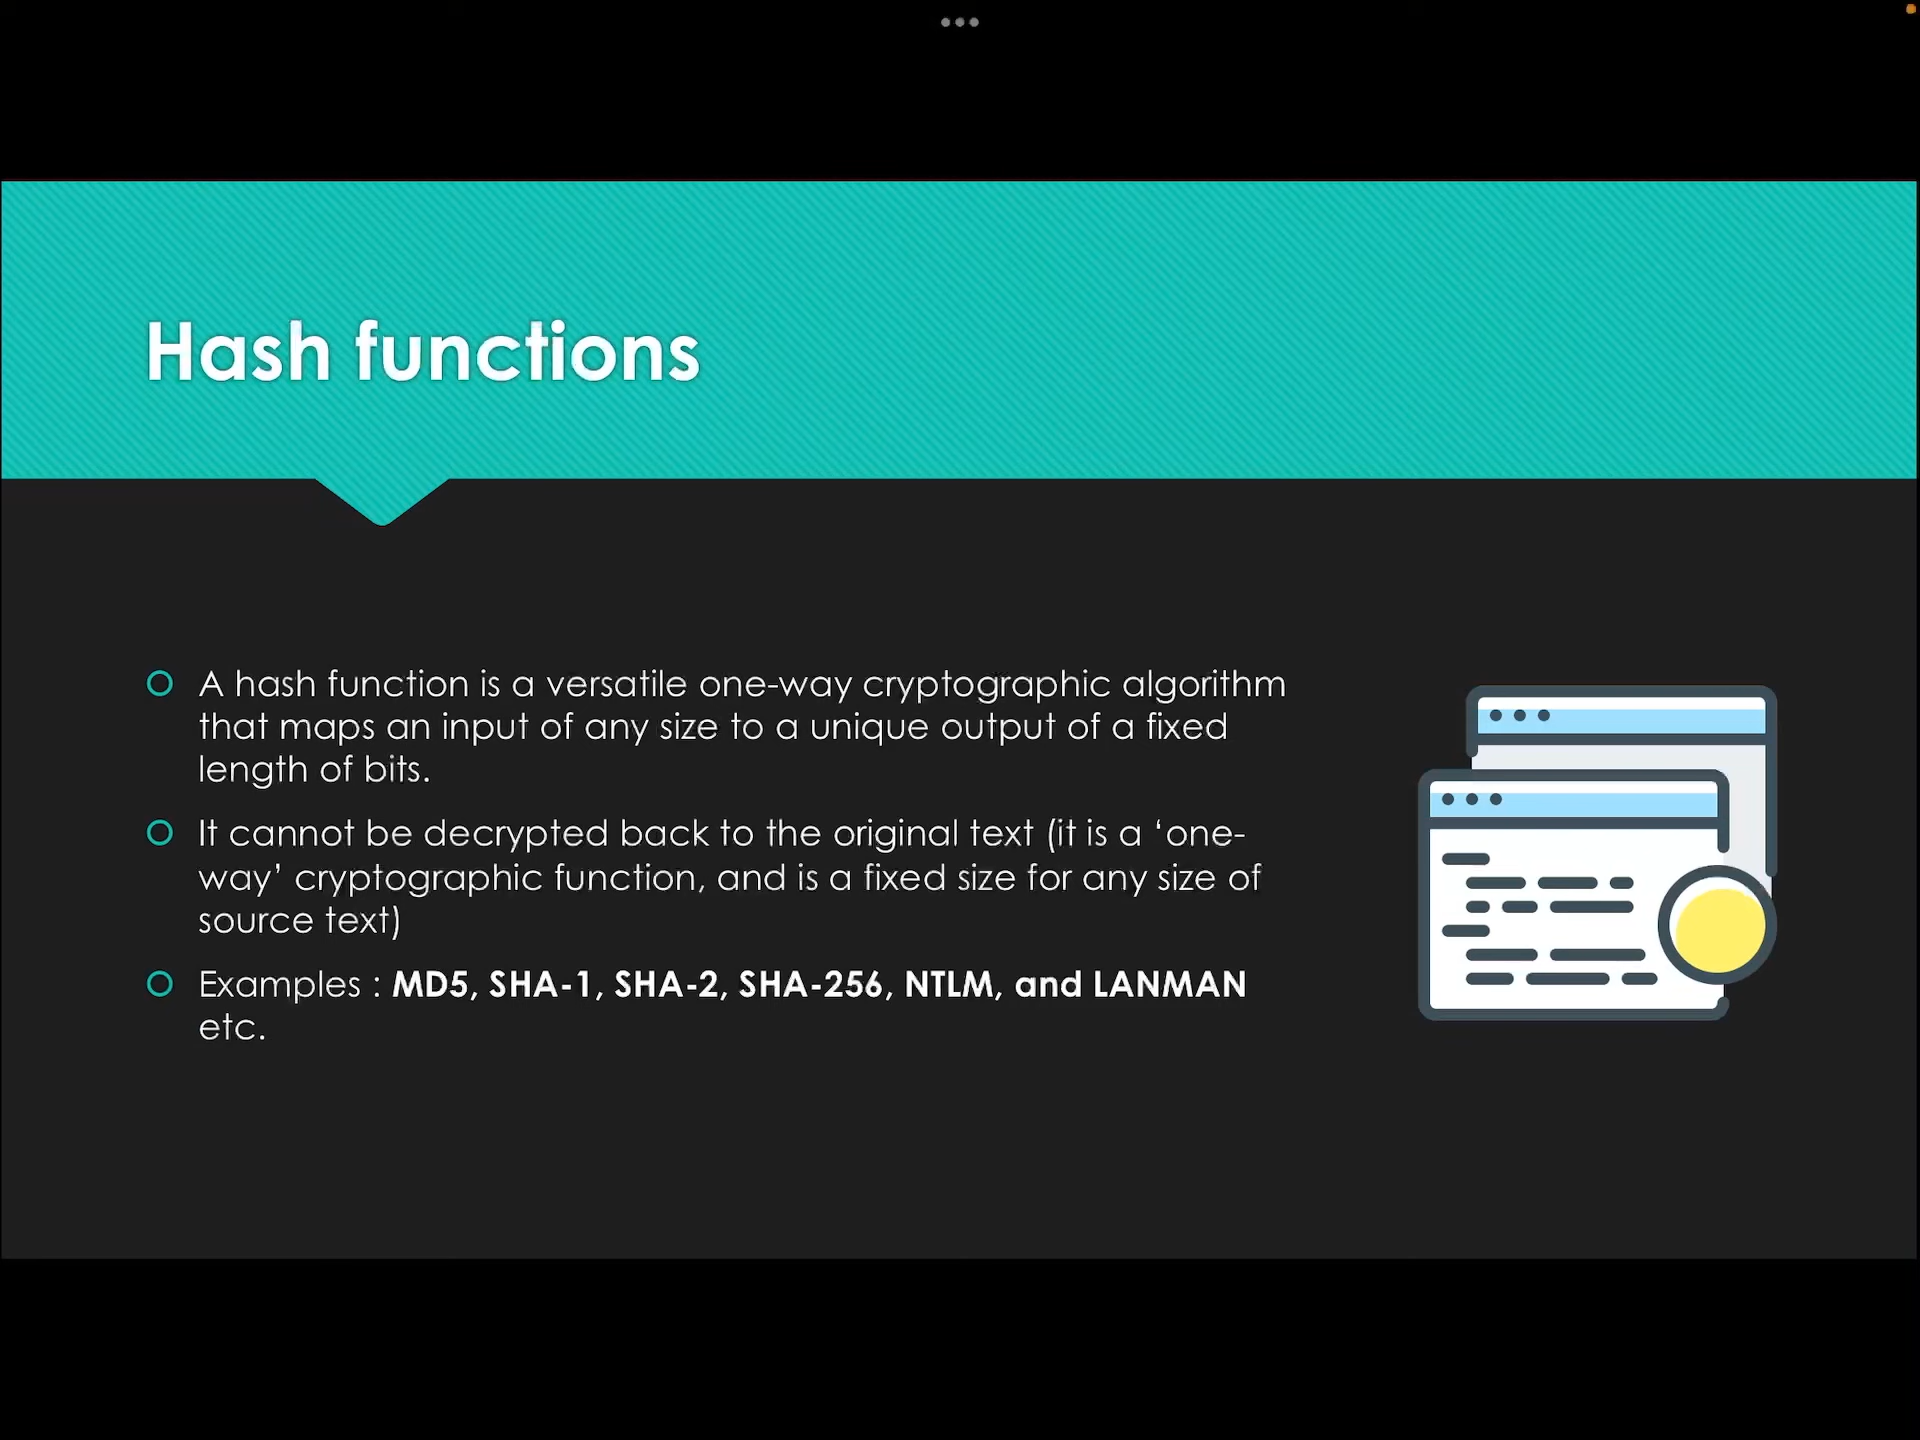 Hash functions
A hash function is a versatile one-way cryptographic algorithm
that maps an input of any size to a unique output of a fixed
length of bits.
It cannot be decrypted back to the original text (it is a ‘one-
way’ cryptographic function, and is a fixed size for any size of
source text)
Examples : MD5, SHA-1, SHA-2, SHA-256, NTLM, and LANMAN
etc.